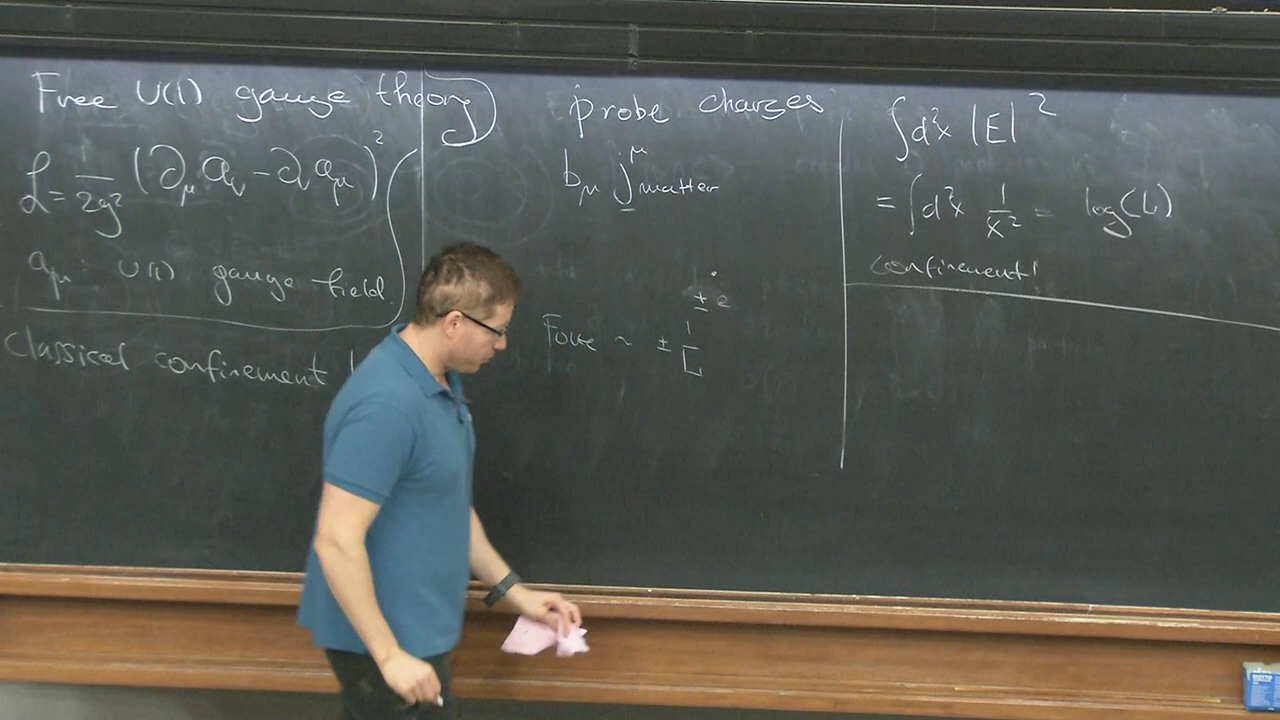 Free U(1) gauge theory
ℒ = 1/2g² (∂_μ a_ν − ∂_ν a_μ)²
a_μ : U(1) gauge field
classical confinement
probe charges
b_μ j^μ_matter
± e
Force ~ ± 1/L
∫d²x |E|²
= ∫d²x 1/x² = log(L)
confinement!